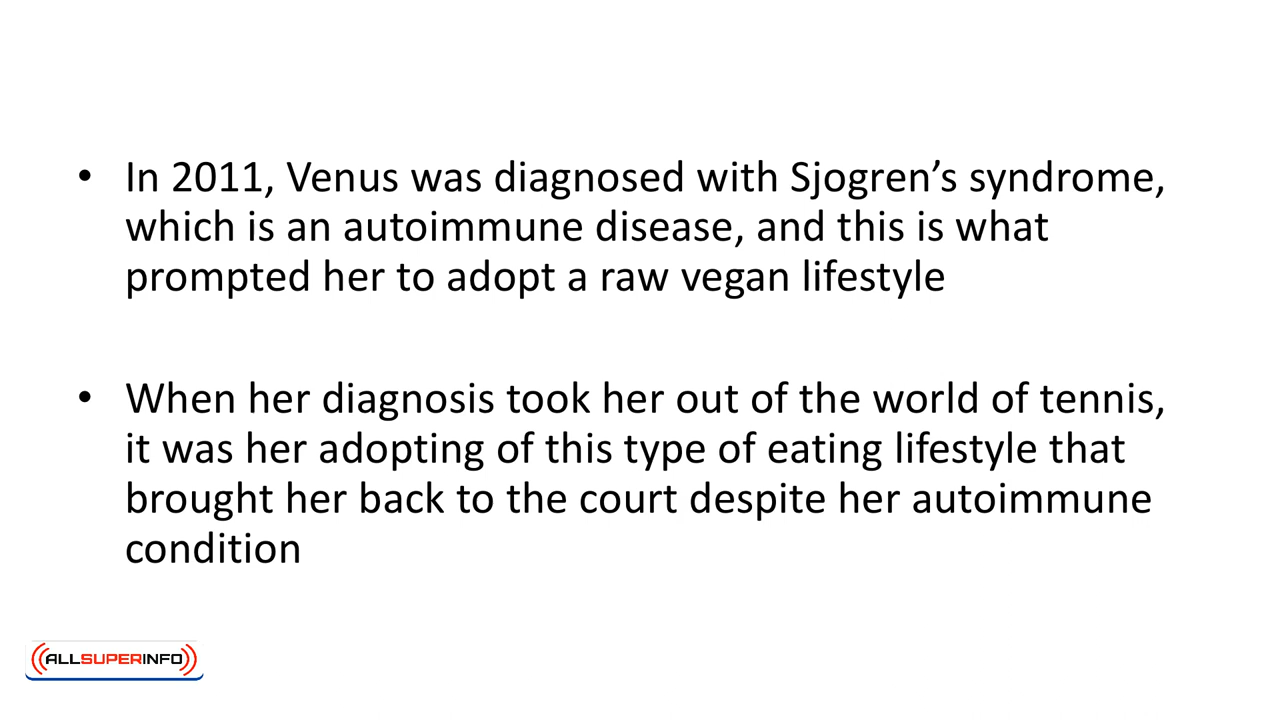 • In 2011, Venus was diagnosed with Sjogren’s syndrome,
which is an autoimmune disease, and this is what
prompted her to adopt a raw vegan lifestyle
• When her diagnosis took her out of the world of tennis,
it was her adopting of this type of eating lifestyle that
brought her back to the court despite her autoimmune
condition
ALLSUPERINFO